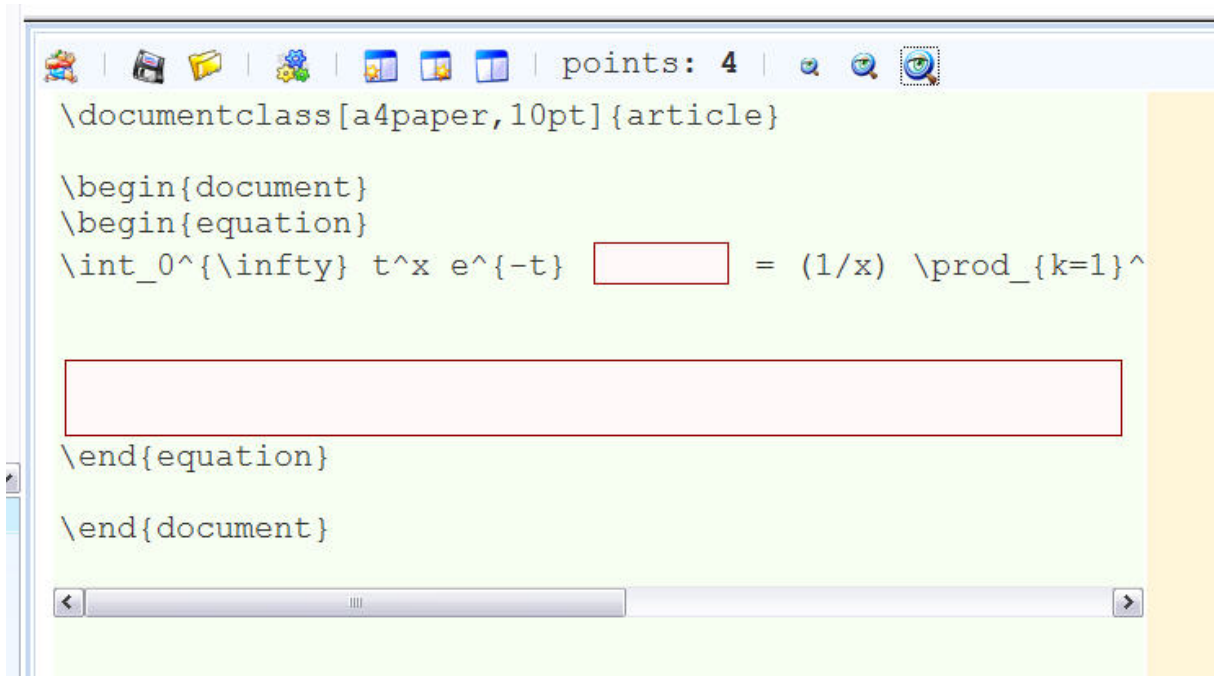 points: 4
\documentclass[a4paper,10pt]{article}
\begin{document}
\begin{equation}
\int_0^{\infty} t^x e^{-t} = (1/x) \prod_{k=1}^
\end{equation}
\end{document}